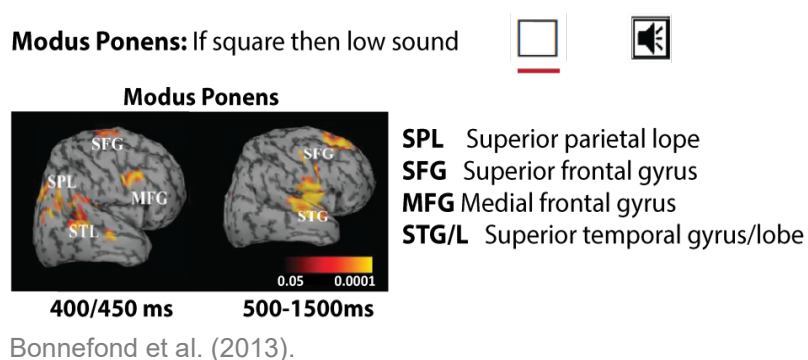 Modus Ponens: If square then low sound
Modus Ponens
SFG
SPL
MFG
STL
SFG
STG
0.05 0.0001
400/450 ms 500-1500ms
SPL Superior parietal lope
SFG Superior frontal gyrus
MFG Medial frontal gyrus
STG/L Superior temporal gyrus/lobe
Bonnefond et al. (2013).